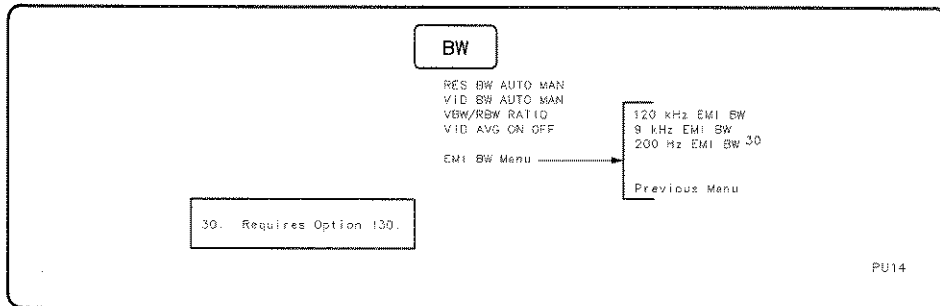 BW
RES BW AUTO MAN
VID BW AUTO MAN
VBW/RBW RATIO
VID AVG ON OFF
EMI BW Menu
120 kHz EMI BW
9 kHz EMI BW
200 Hz EMI BW 30
Previous Menu
30. Requires Option 130.
PU14